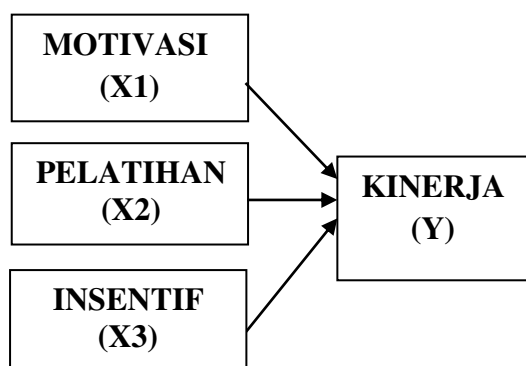 MOTIVASI
(X1)
PELATIHAN
(X2)
KINERJA
(Y)
INSENTIF
(X3)